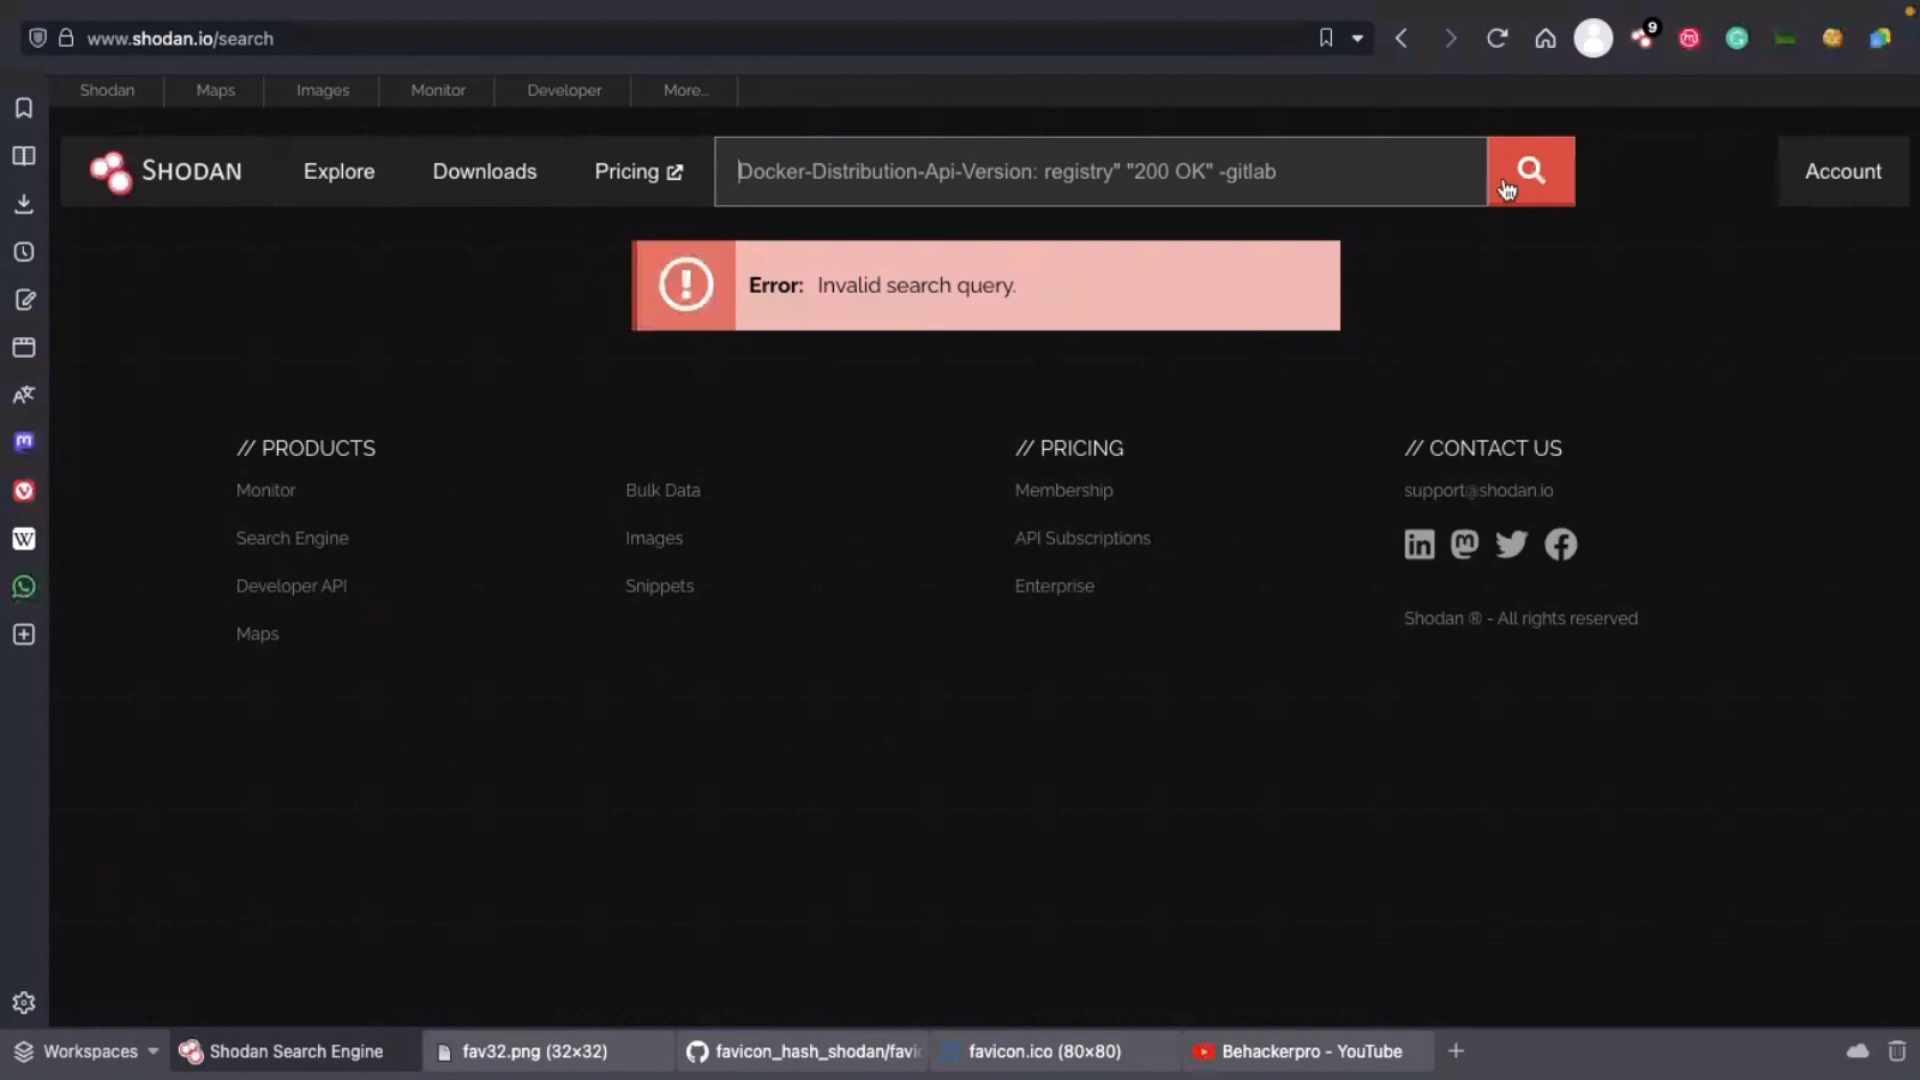 www.shodan.io/search
9
Shodan
Maps
Images
Monitor
Developer
More...
SHODAN
Explore
Downloads
Pricing
Docker-Distribution-Api-Version: registry" "200 OK" -gitlab
Account
Error: Invalid search query.
// PRODUCTS
Monitor
Search Engine
Developer API
Maps
Bulk Data
Images
Snippets
// PRICING
Membership
API Subscriptions
Enterprise
// CONTACT US
support@shodan.io
Shodan ® - All rights reserved
Workspaces
Shodan Search Engine
fav32.png (32×32)
favicon_hash_shodan/favic
favicon.ico (80×80)
Behackerpro - YouTube